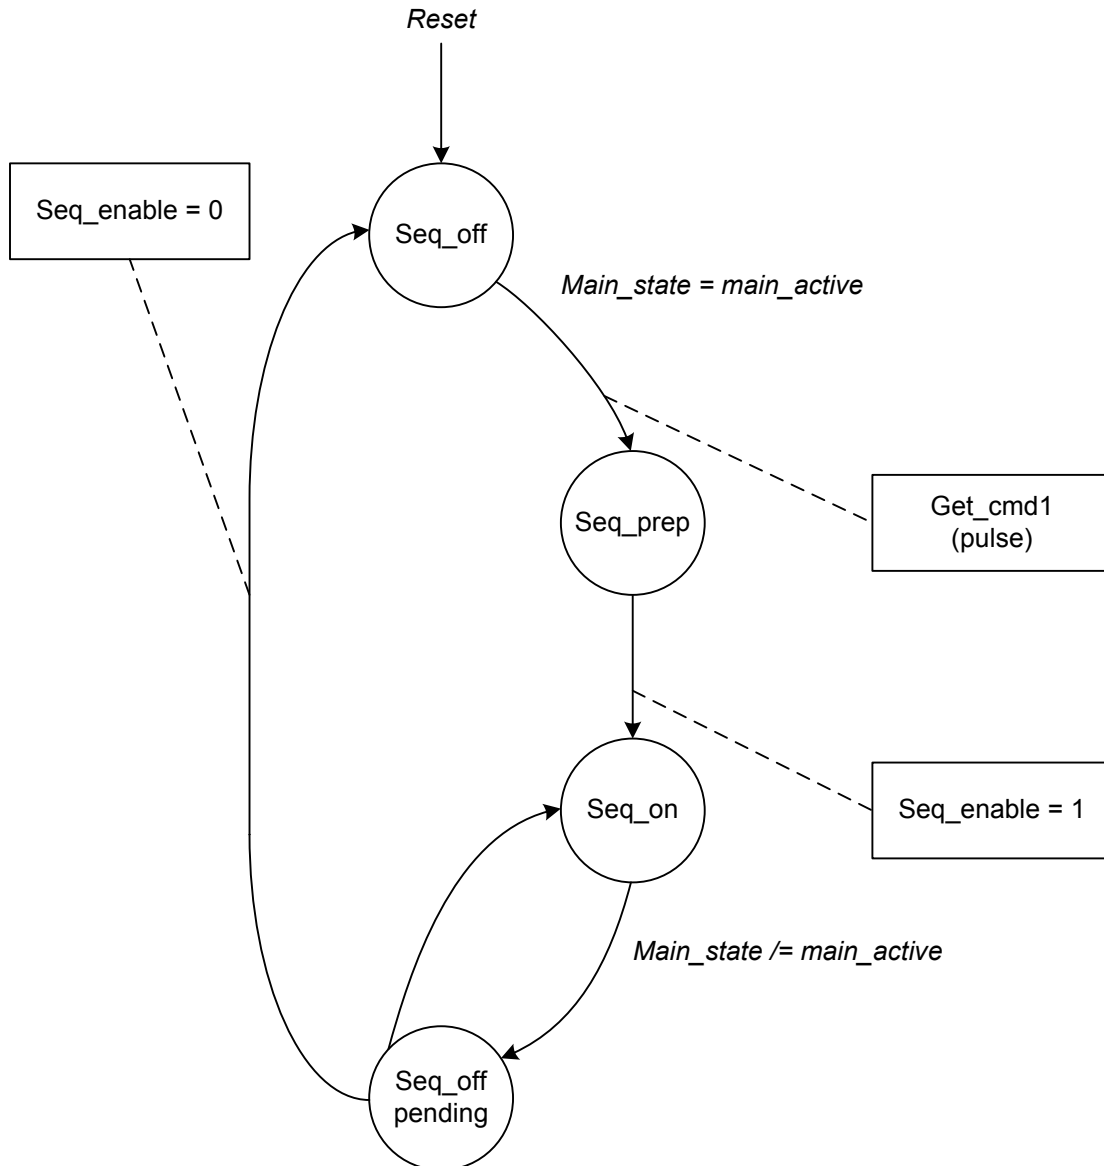 Reset
Seq_enable = 0
Seq_off
Main_state = main_active
Get_cmd1
(pulse)
Seq_prep
Seq_enable = 1
Seq_on
Main_state /= main_active
Seq_off
pending